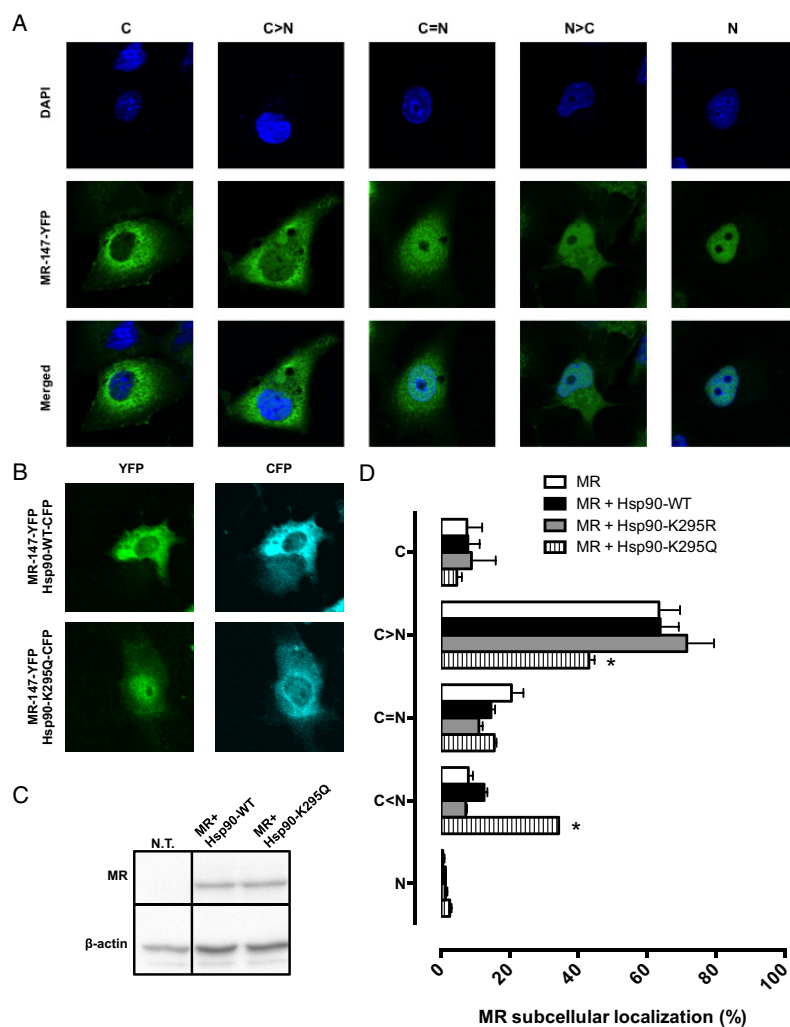 A
C C>N C=N N>C N
DAPI
MR-147-YFP
Merged
B
YFP CFP
MR-147-YFP
Hsp90-WT-CFP
MR-147-YFP
Hsp90-K295Q-CFP
C
N.T.
MR+
Hsp90-WT
MR+
Hsp90-K295Q
MR
β-actin
D
MR
MR + Hsp90-WT
MR + Hsp90-K295R
MR + Hsp90-K295Q
C
C>N
*
C=N
C<N
*
N
0 20 40 60 80 100
MR subcellular localization (%)